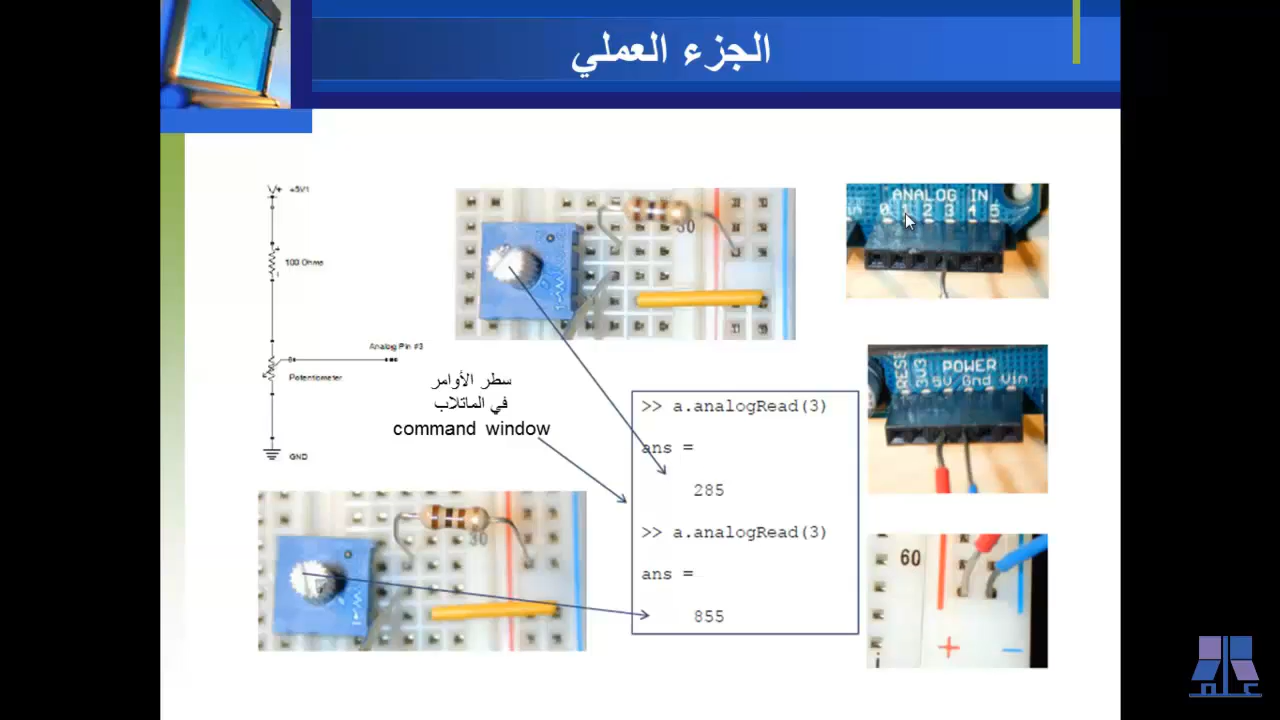 الجزء العملي
+5V1
100 Ohms
Analog Pin #3
Potentiometer
GND
30
ANALOG IN
0 1 2 3 4 5
سطر الأوامر
في الماتلاب
command window
>> a.analogRead(3)
ans =
285
>> a.analogRead(3)
ans =
855
POWER
RESE 3V3 5V Gnd Vin
30
60
+ −
علم